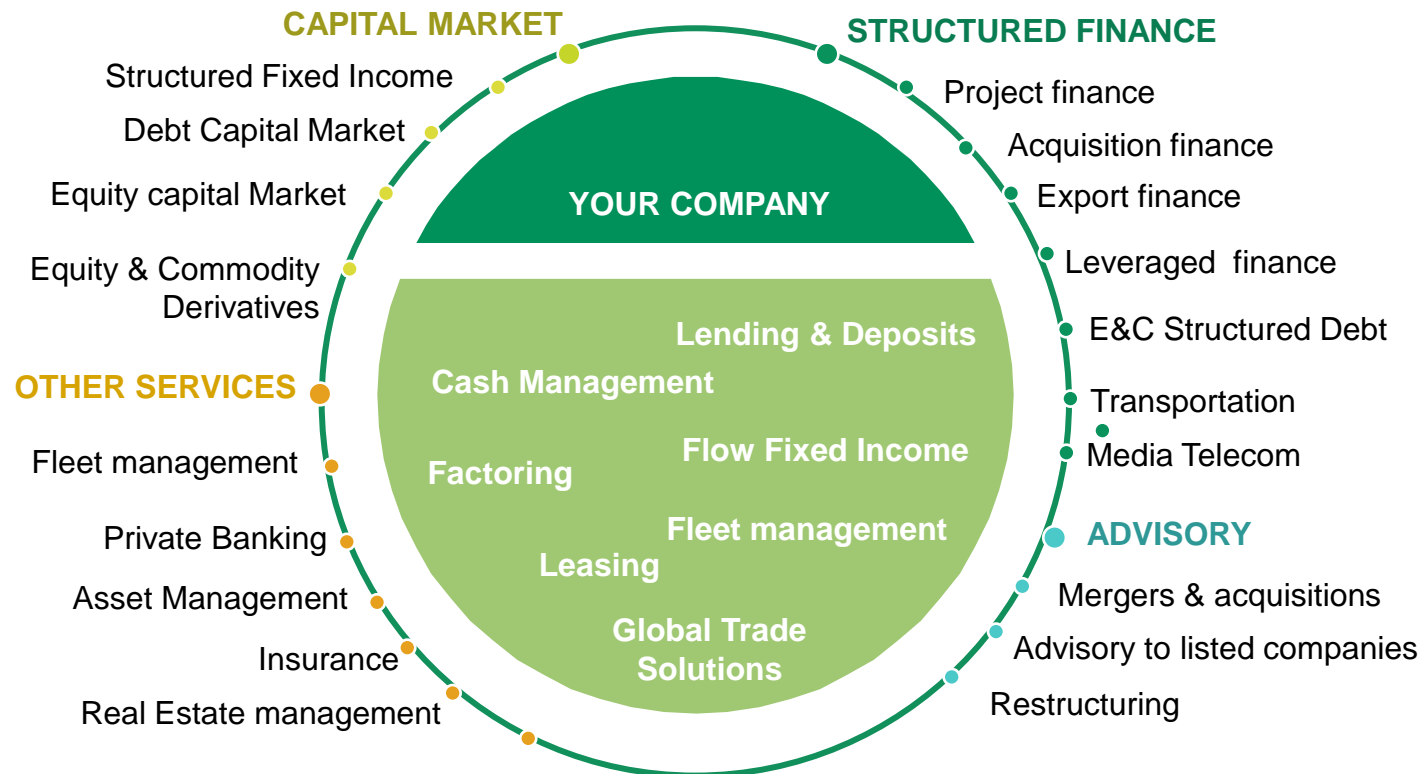 CAPITAL MARKET
Structured Fixed Income
Debt Capital Market
Equity capital Market
Equity & Commodity
Derivatives
OTHER SERVICES
Fleet management
Private Banking
Asset Management
Insurance
Real Estate management
YOUR COMPANY
Lending & Deposits
Cash Management
Flow Fixed Income
Factoring
Fleet management
Leasing
Global Trade
Solutions
STRUCTURED FINANCE
Project finance
Acquisition finance
Export finance
Leveraged  finance
E&C Structured Debt
Transportation
Media Telecom
ADVISORY
Mergers & acquisitions
Advisory to listed companies
Restructuring